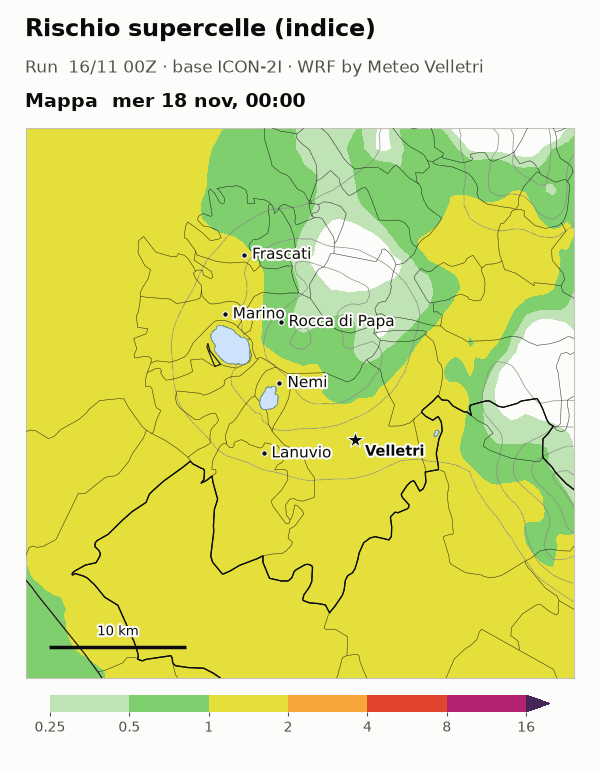 Rischio supercelle (indice)
Run  16/11 00Z · base ICON-2I · WRF by Meteo Velletri
Mappa  mer 18 nov, 00:00
Frascati
Marino
Rocca di Papa
Nemi
Velletri
Lanuvio
10 km
0.25 0.5 1 2 4 8 16